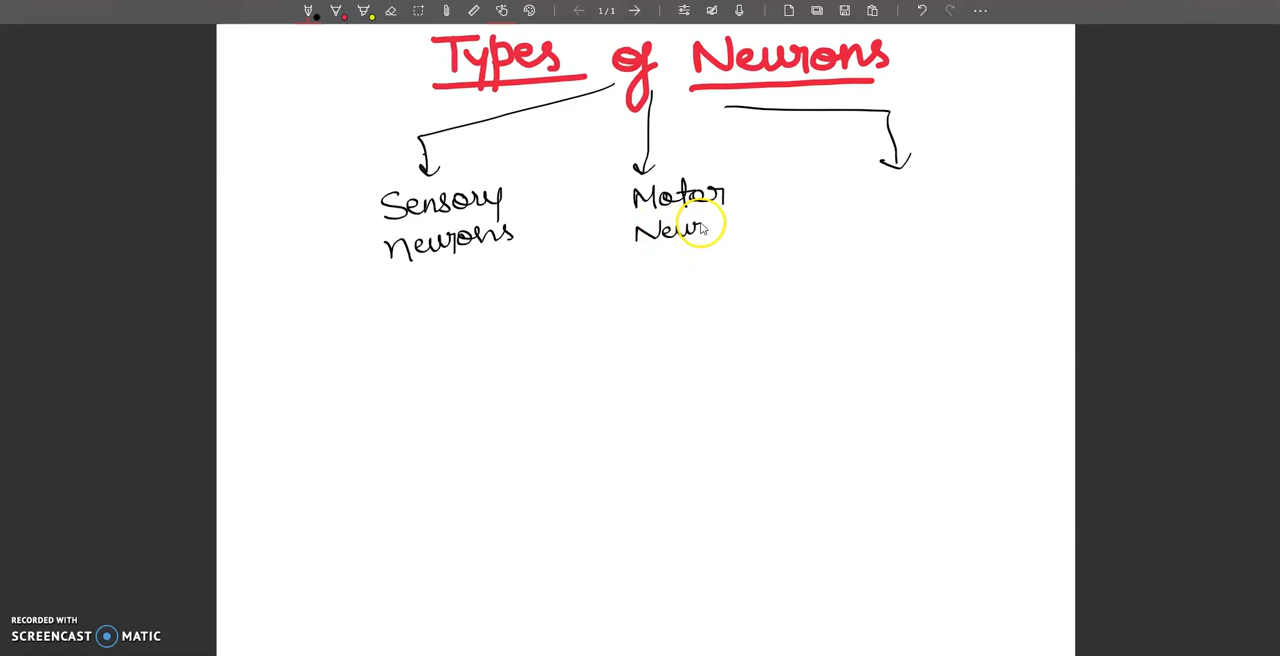 1/1
Types of Neurons
Sensory
neurons
Motor
Neur
RECORDED WITH
SCREENCAST MATIC